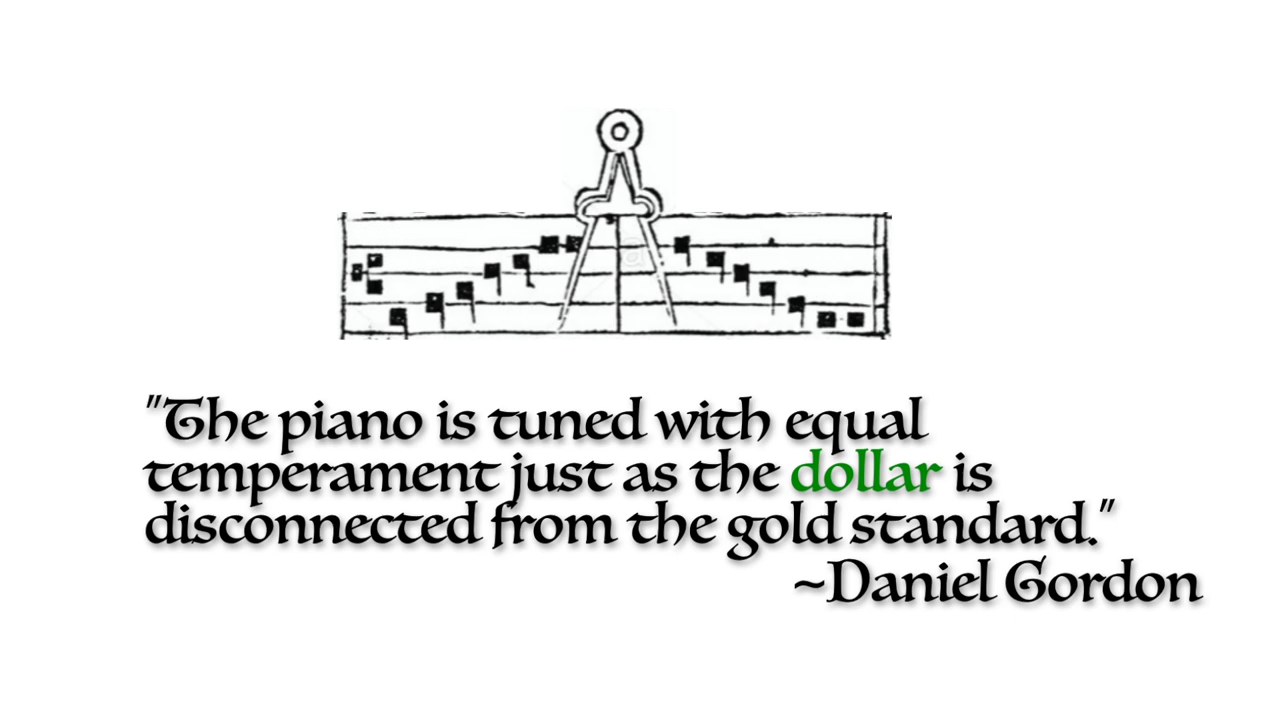 "The piano is tuned with equal
temperament just as the dollar is
disconnected from the gold standard."
~Daniel Gordon